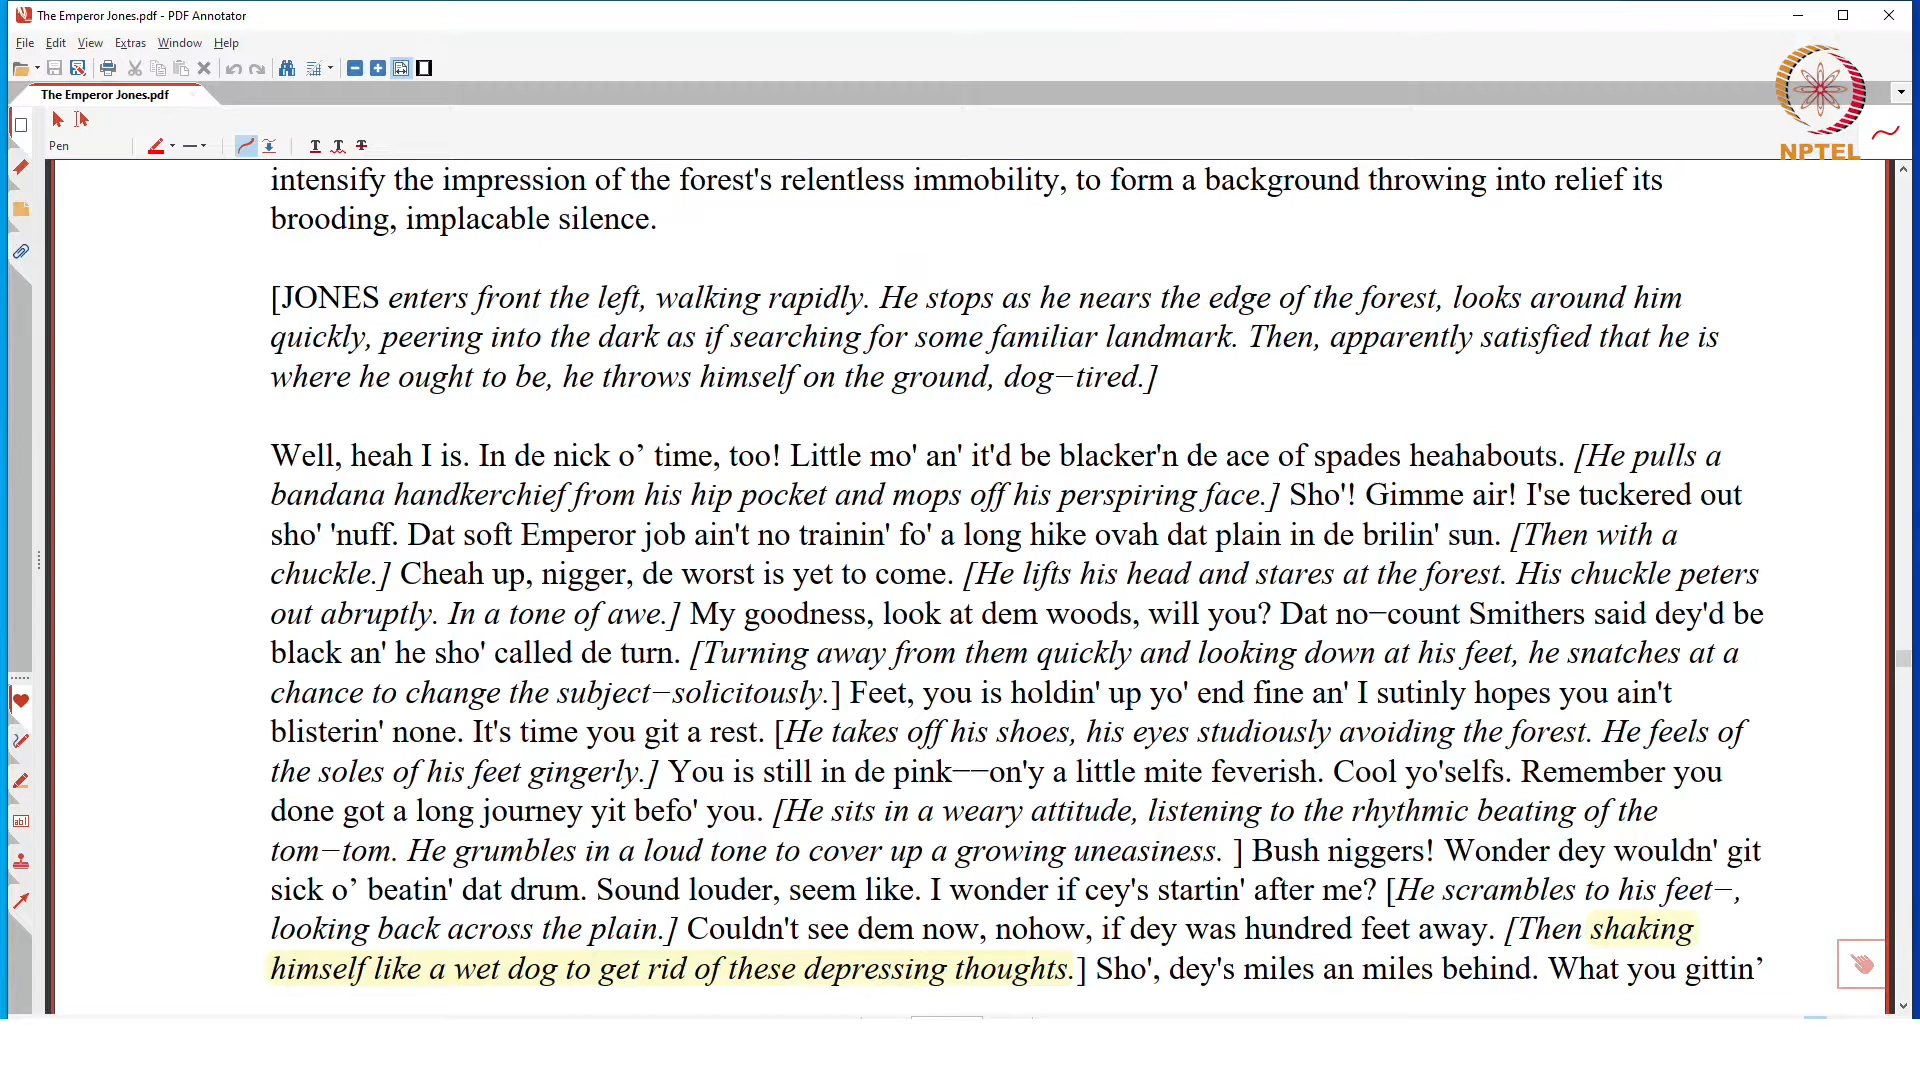 The Emperor Jones.pdf - PDF Annotator
File Edit View Extras Window Help
The Emperor Jones.pdf
Pen
NPTEL
intensify the impression of the forest's relentless immobility, to form a background throwing into relief its
brooding, implacable silence.
[JONES enters front the left, walking rapidly. He stops as he nears the edge of the forest, looks around him
quickly, peering into the dark as if searching for some familiar landmark. Then, apparently satisfied that he is
where he ought to be, he throws himself on the ground, dog−tired.]
Well, heah I is. In de nick o’ time, too! Little mo' an' it'd be blacker'n de ace of spades heahabouts. [He pulls a
bandana handkerchief from his hip pocket and mops off his perspiring face.] Sho'! Gimme air! I'se tuckered out
sho' 'nuff. Dat soft Emperor job ain't no trainin' fo' a long hike ovah dat plain in de brilin' sun. [Then with a
chuckle.] Cheah up, nigger, de worst is yet to come. [He lifts his head and stares at the forest. His chuckle peters
out abruptly. In a tone of awe.] My goodness, look at dem woods, will you? Dat no−count Smithers said dey'd be
black an' he sho' called de turn. [Turning away from them quickly and looking down at his feet, he snatches at a
chance to change the subject−solicitously.] Feet, you is holdin' up yo' end fine an' I sutinly hopes you ain't
blisterin' none. It's time you git a rest. [He takes off his shoes, his eyes studiously avoiding the forest. He feels of
the soles of his feet gingerly.] You is still in de pink−−on'y a little mite feverish. Cool yo'selfs. Remember you
done got a long journey yit befo' you. [He sits in a weary attitude, listening to the rhythmic beating of the
tom−tom. He grumbles in a loud tone to cover up a growing uneasiness. ] Bush niggers! Wonder dey wouldn' git
sick o’ beatin' dat drum. Sound louder, seem like. I wonder if cey's startin' after me? [He scrambles to his feet−,
looking back across the plain.] Couldn't see dem now, nohow, if dey was hundred feet away. [Then shaking
himself like a wet dog to get rid of these depressing thoughts.] Sho', dey's miles an miles behind. What you gittin’